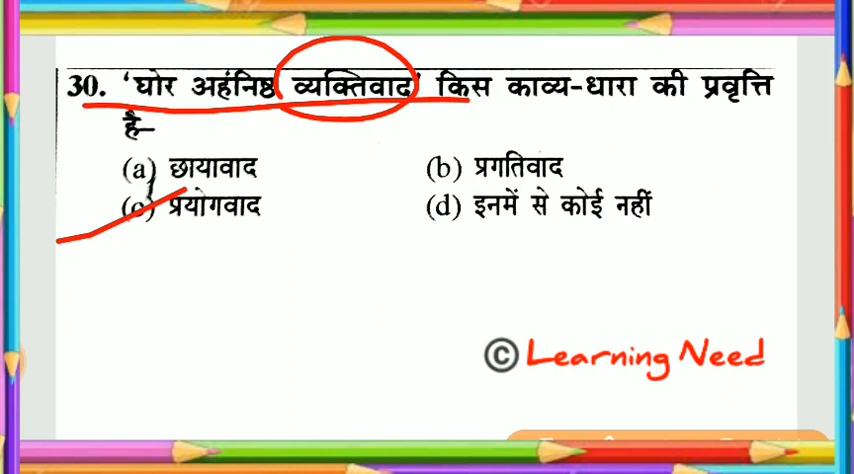 30. 'घोर अहंनिष्ठ व्यक्तिवाद' किस काव्य-धारा की प्रवृत्ति
है–
(a) छायावाद (b) प्रगतिवाद
(c) प्रयोगवाद (d) इनमें से कोई नहीं
© Learning Need